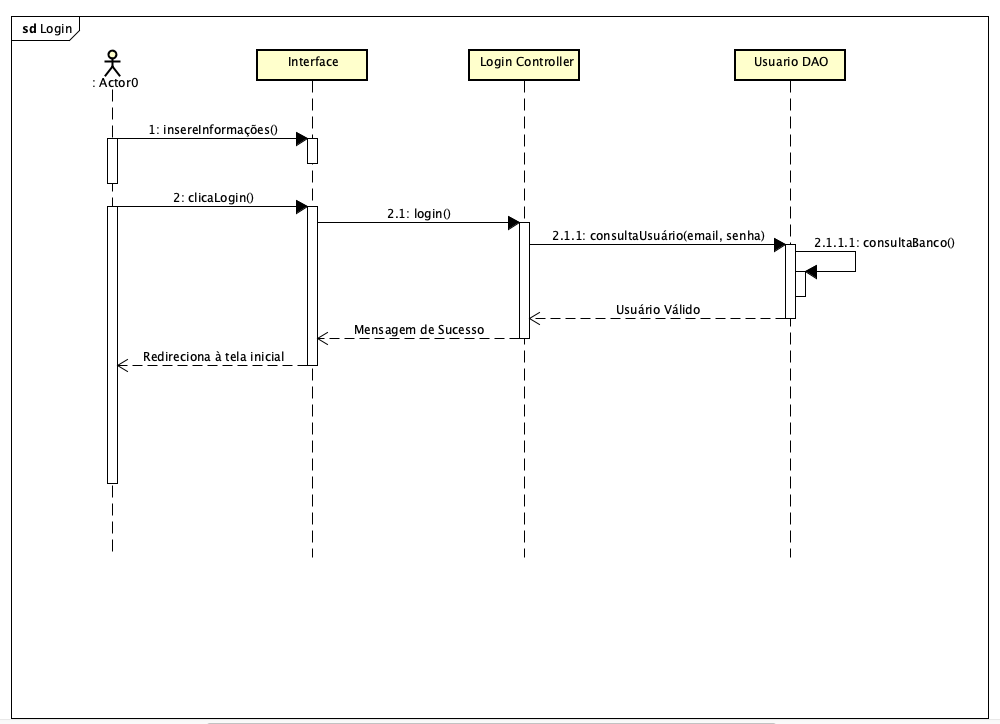 sd Login
: Actor0
Interface
Login Controller
Usuario DAO
1: insereInformações()
2: clicaLogin()
2.1: login()
2.1.1: consultaUsuário(email, senha)
2.1.1.1: consultaBanco()
Usuário Válido
Mensagem de Sucesso
Redireciona à tela inicial